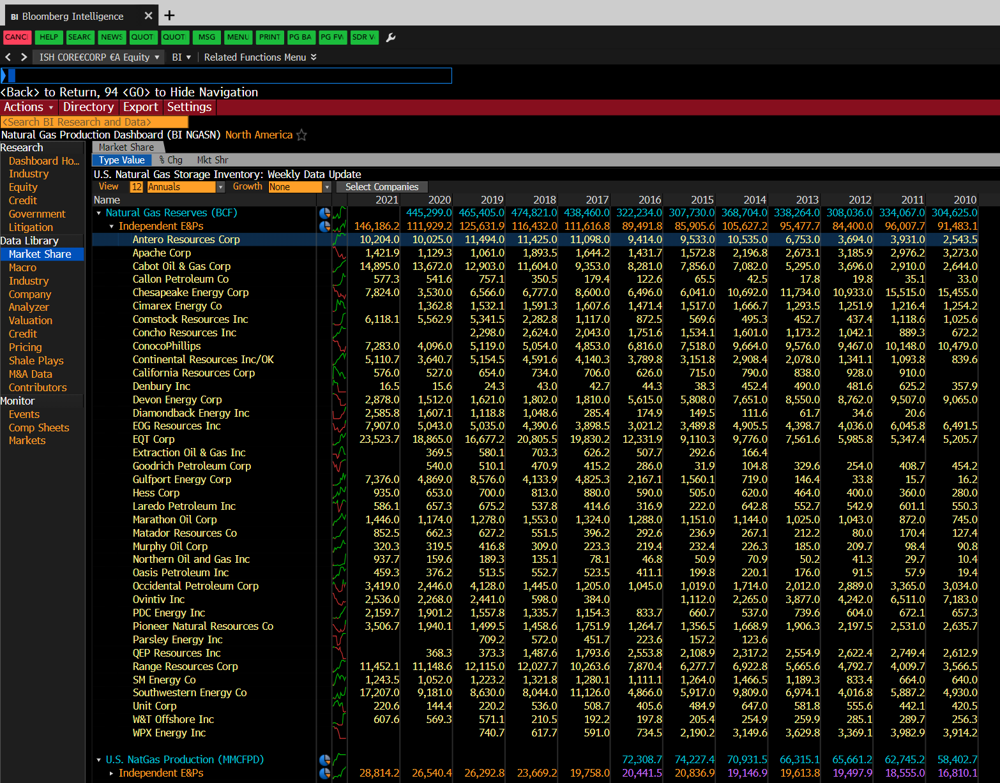 BI Bloomberg Intelligence × +
CANC HELP SEARC NEWS QUOT QUOT MSG MENU PRINT PG BA PG FW SDR V
< > ISH CORE€CORP €A Equity ▾ BI ▾ | Related Functions Menu
<Back> to Return, 94 <GO> to Hide Navigation
Actions ▾ Directory Export Settings
<Search BI Research and Data>
Natural Gas Production Dashboard (BI NGASN) North America
Research
Dashboard Ho...
Industry
Equity
Credit
Government
Litigation
Data Library
Market Share
Macro
Industry
Company
Analyzer
Valuation
Credit
Pricing
Shale Plays
M&A Data
Contributors
Monitor
Events
Comp Sheets
Markets
Market Share
Type Value % Chg Mkt Shr
U.S. Natural Gas Storage Inventory: Weekly Data Update
View 12 Annuals Growth None Select Companies
Name 2021 2020 2019 2018 2017 2016 2015 2014 2013 2012 2011 2010
Natural Gas Reserves (BCF) 445,299.0 465,405.0 474,821.0 438,460.0 322,234.0 307,730.0 368,704.0 338,264.0 308,036.0 334,067.0 304,625.0
Independent E&Ps 146,186.2 111,929.2 125,631.9 116,432.0 111,616.8 89,491.8 85,905.6 105,627.2 95,477.7 84,400.0 96,007.7 91,483.1
Antero Resources Corp 10,204.0 10,025.0 11,494.0 11,425.0 11,098.0 9,414.0 9,533.0 10,535.0 6,753.0 3,694.0 3,931.0 2,543.5
Apache Corp 1,421.9 1,129.3 1,061.0 1,893.5 1,644.2 1,431.7 1,572.8 2,196.8 2,673.1 3,185.9 2,976.2 3,273.0
Cabot Oil & Gas Corp 14,895.0 13,672.0 12,903.0 11,604.0 9,353.0 8,281.0 7,856.0 7,082.0 5,295.0 3,696.0 2,910.0 2,644.0
Callon Petroleum Co 577.3 541.6 757.1 350.5 179.4 122.6 65.5 42.5 17.8 19.8 35.1 33.0
Chesapeake Energy Corp 7,824.0 3,530.0 6,566.0 6,777.0 8,600.0 6,496.0 6,041.0 10,692.0 11,734.0 10,933.0 15,515.0 15,455.0
Cimarex Energy Co 1,362.8 1,532.1 1,591.3 1,607.6 1,471.4 1,517.0 1,666.7 1,293.5 1,251.9 1,216.4 1,254.2
Comstock Resources Inc 6,118.1 5,562.9 5,341.5 2,282.8 1,117.0 872.5 569.6 495.3 452.7 437.4 1,118.6 1,025.6
Concho Resources Inc 2,298.0 2,624.0 2,043.0 1,751.6 1,534.1 1,601.0 1,173.2 1,042.1 889.3 672.2
ConocoPhillips 7,283.0 4,096.0 5,119.0 5,054.0 4,853.0 6,816.0 7,518.0 9,664.0 9,576.0 9,467.0 10,148.0 10,479.0
Continental Resources Inc/OK 5,110.7 3,640.7 5,154.5 4,591.6 4,140.3 3,789.8 3,151.8 2,908.4 2,078.0 1,341.1 1,093.8 839.6
California Resources Corp 576.0 527.0 654.0 734.0 706.0 626.0 715.0 790.0 838.0 928.0 910.0
Denbury Inc 16.5 15.6 24.3 43.0 42.7 44.3 38.3 452.4 490.0 481.6 625.2 357.9
Devon Energy Corp 2,878.0 1,512.0 1,621.0 1,802.0 1,810.0 5,615.0 5,808.0 7,651.0 8,550.0 8,762.0 9,507.0 9,065.0
Diamondback Energy Inc 2,585.8 1,607.1 1,118.8 1,048.6 285.4 174.9 149.5 111.6 61.7 34.6 20.6
EOG Resources Inc 7,907.0 5,043.0 5,035.0 4,390.6 3,898.5 3,021.2 3,489.8 4,905.5 4,398.7 4,036.0 6,045.8 6,491.5
EQT Corp 23,523.7 18,865.0 16,677.2 20,805.5 19,830.2 12,331.9 9,110.3 9,776.0 7,561.6 5,985.8 5,347.4 5,205.7
Extraction Oil & Gas Inc 369.5 580.1 703.3 626.2 507.7 292.6 166.4
Goodrich Petroleum Corp 540.0 510.1 470.9 415.2 286.0 31.9 104.8 329.6 254.0 408.7 454.2
Gulfport Energy Corp 7,376.0 4,869.0 8,576.0 4,133.9 4,825.3 2,167.1 1,560.1 719.0 146.4 33.8 15.7 16.2
Hess Corp 935.0 653.0 700.0 813.0 880.0 590.0 505.0 620.0 464.0 400.0 360.0 280.0
Laredo Petroleum Inc 586.1 657.3 675.2 537.8 414.6 316.9 222.0 642.8 552.7 542.9 601.1 550.3
Marathon Oil Corp 1,446.0 1,174.0 1,278.0 1,553.0 1,324.0 1,288.0 1,151.0 1,144.0 1,025.0 1,043.0 872.0 745.0
Matador Resources Co 852.5 662.3 627.2 551.5 396.2 292.6 236.9 267.1 212.2 80.0 170.4 127.4
Murphy Oil Corp 320.3 319.5 416.8 309.0 223.3 219.4 232.4 226.3 185.0 209.7 98.4 90.8
Northern Oil and Gas Inc 937.7 159.6 189.3 135.1 78.1 46.8 50.9 70.9 50.2 41.3 29.7 10.4
Oasis Petroleum Inc 459.3 376.2 513.5 552.7 523.5 411.1 199.8 220.1 176.0 91.5 57.9 19.4
Occidental Petroleum Corp 3,419.0 2,446.0 4,128.0 1,445.0 1,205.0 1,045.0 1,019.0 1,714.0 2,012.0 2,889.0 3,365.0 3,034.0
Ovintiv Inc 2,536.0 2,268.0 2,441.0 598.0 384.0 1,112.0 2,265.0 3,877.0 4,242.0 6,511.0 7,183.0
PDC Energy Inc 2,159.7 1,901.2 1,557.8 1,335.7 1,154.3 833.7 660.7 537.0 739.6 604.0 672.1 657.3
Pioneer Natural Resources Co 3,506.7 1,940.1 1,499.5 1,458.6 1,751.9 1,264.7 1,356.5 1,668.9 1,906.3 2,197.5 2,531.0 2,635.7
Parsley Energy Inc 709.2 572.0 451.7 223.6 157.2 123.6
QEP Resources Inc 368.3 373.3 1,487.6 1,793.6 2,553.8 2,108.9 2,317.2 2,554.9 2,622.4 2,749.4 2,612.9
Range Resources Corp 11,452.1 11,148.6 12,115.0 12,027.7 10,263.6 7,870.4 6,277.7 6,922.8 5,665.6 4,792.7 4,009.7 3,566.5
SM Energy Co 1,243.5 1,052.0 1,223.2 1,321.8 1,280.1 1,111.1 1,264.0 1,466.5 1,189.3 833.4 664.0 640.0
Southwestern Energy Co 17,207.0 9,181.0 8,630.0 8,044.0 11,126.0 4,866.0 5,917.0 9,809.0 6,974.1 4,016.8 5,887.2 4,930.0
Unit Corp 220.6 144.4 220.2 536.0 508.7 405.6 484.9 647.0 581.8 555.6 442.1 420.5
W&T Offshore Inc 607.6 569.3 571.1 210.5 192.2 197.8 205.4 254.9 259.9 285.1 289.7 256.3
WPX Energy Inc 740.7 617.7 591.0 734.5 2,190.2 3,149.6 3,629.8 3,369.1 3,982.9 3,914.2
U.S. NatGas Production (MMCFPD) 72,308.7 74,227.4 70,931.5 66,315.1 65,661.2 62,745.2 58,402.7
Independent E&Ps 28,814.2 26,540.4 26,292.8 23,669.2 19,758.0 20,441.5 20,836.9 19,146.9 19,613.8 19,497.9 18,555.0 16,810.1